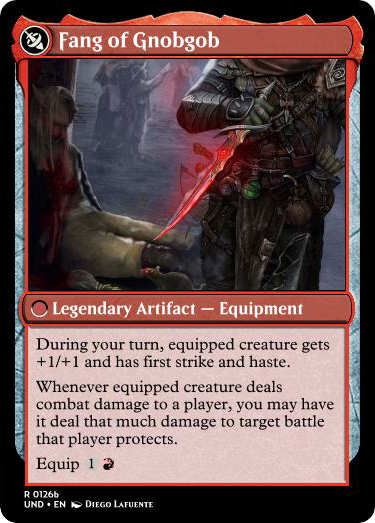 Fang of Gnobgob
Legendary Artifact — Equipment
During your turn, equipped creature gets
+1/+1 and has first strike and haste.
Whenever equipped creature deals
combat damage to a player, you may have
it deal that much damage to target battle
that player protects.
Equip 1
R 0126b
UND • EN DIEGO LAFUENTE